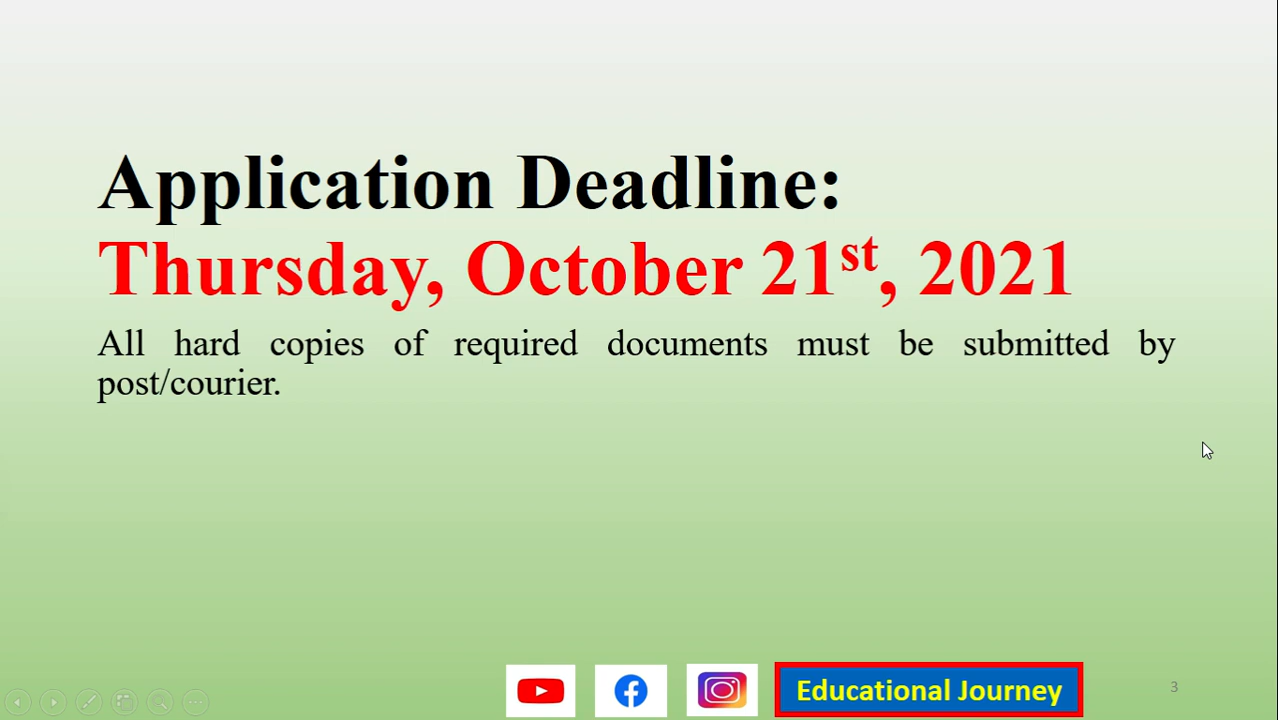 Application Deadline:
Thursday, October 21st, 2021
All hard copies of required documents must be submitted by
post/courier.
Educational Journey
3